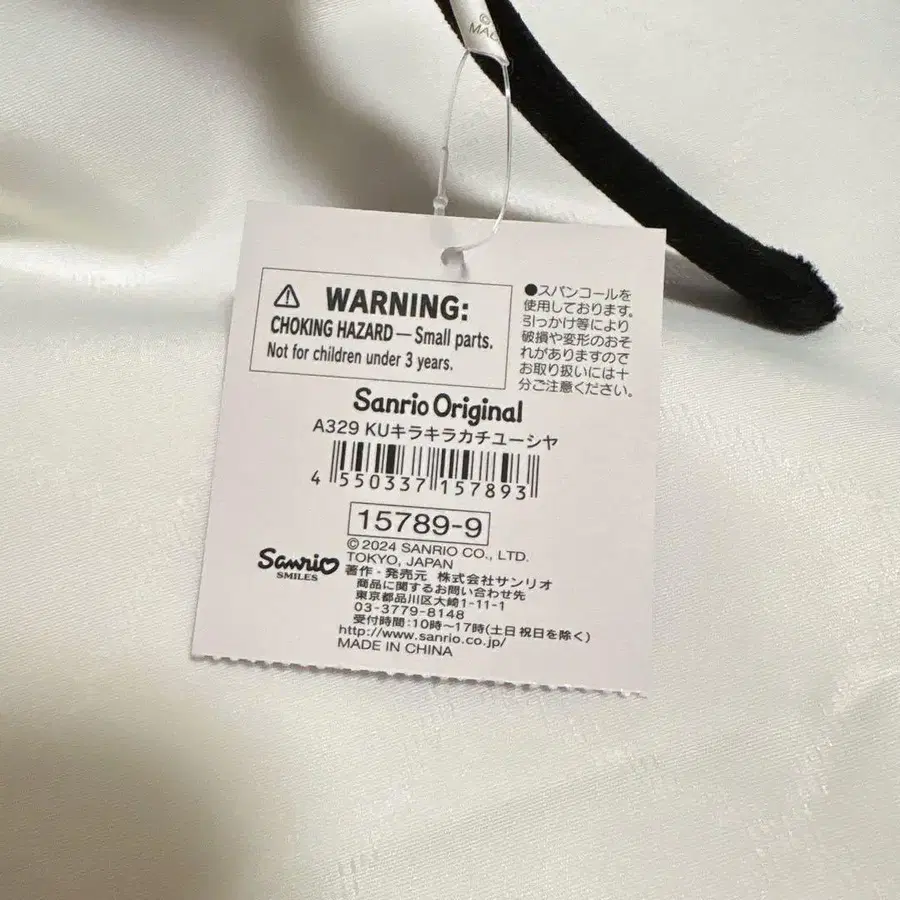 ©
WARNING:
CHOKING HAZARD — Small parts.
Not for children under 3 years.
●スパンコールを
使用しております。
引っかけ等により
破損や変形のおそ
れがありますので
お取り扱いには十
分ご注意ください。
Sanrio Original
A329 KUキラキラカチユーシヤ
4 550337 157893
15789-9
© 2024 SANRIO CO., LTD.
TOKYO, JAPAN
Sanrio
SMILES
著作・発売元 株式会社サンリオ
商品に関するお問い合わせ先
東京都品川区大崎1-11-1
03-3779-8148
受付時間:10時～17時(土日 祝日を除く)
http://www.sanrio.co.jp/
MADE IN CHINA